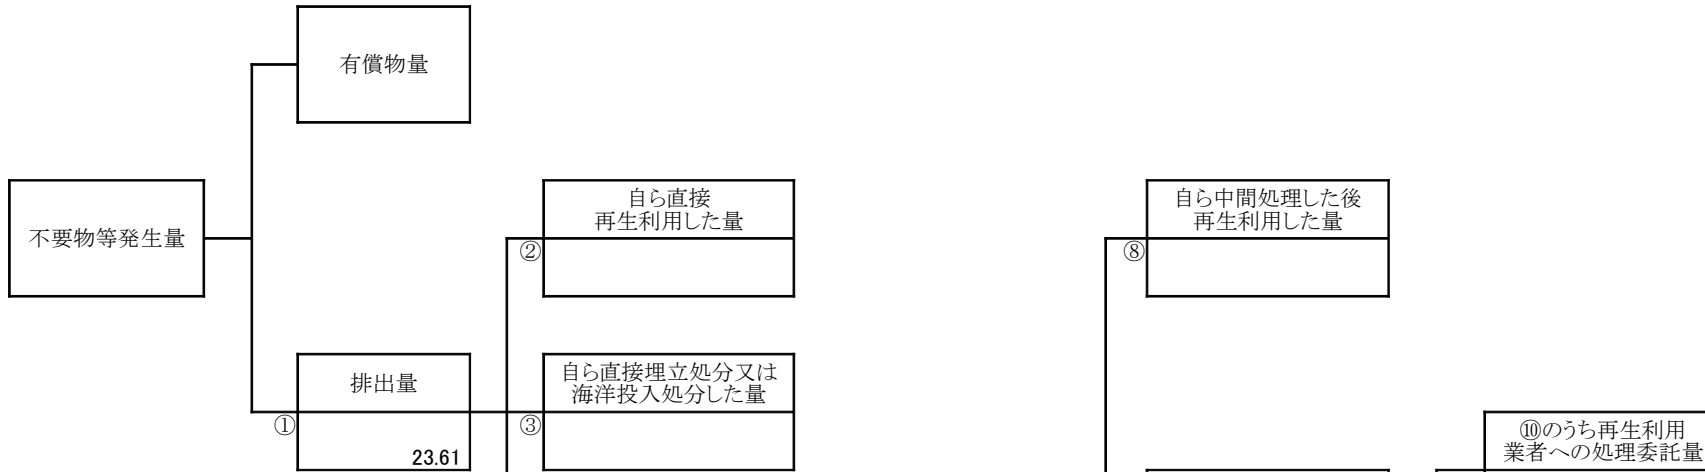 有償物量
不要物等発生量
自ら直接
再生利用した量
②
自ら中間処理した後
再生利用した量
⑧
排出量
①
23.61
自ら直接埋立処分又は
海洋投入処分した量
③
⑩のうち再生利用
業者への処理委託量